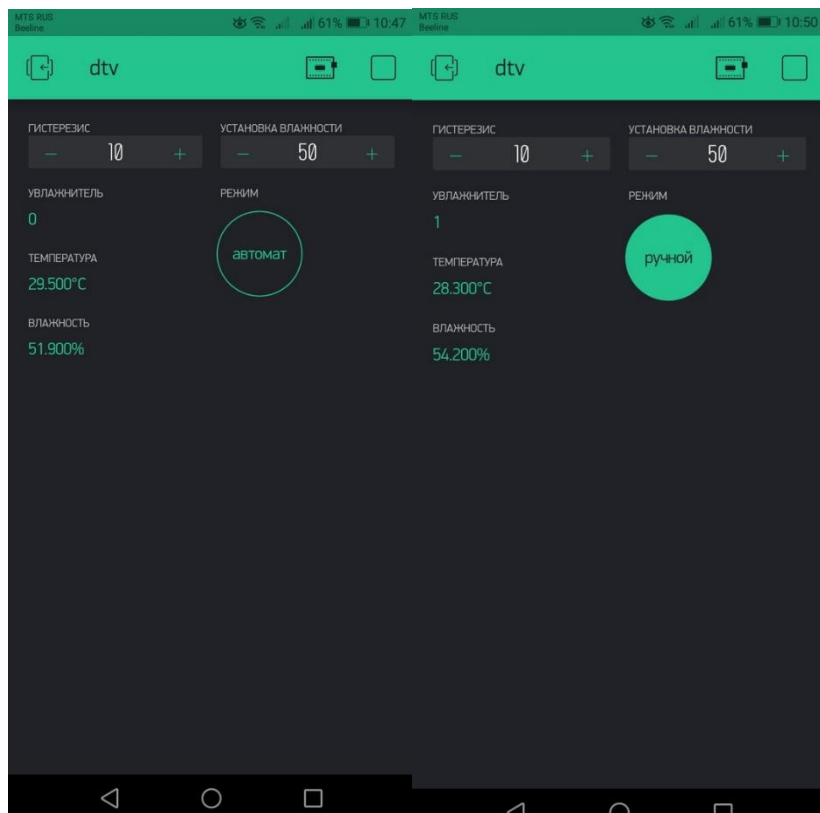 MTS RUS
Beeline
61% 10:47
dtv
ГИСТЕРЕЗИС
УСТАНОВКА ВЛАЖНОСТИ
– 10 +
– 50 +
УВЛАЖНИТЕЛЬ
РЕЖИМ
0
автомат
ТЕМПЕРАТУРА
29.500°C
ВЛАЖНОСТЬ
51.900%
MTS RUS
Beeline
61% 10:50
dtv
ГИСТЕРЕЗИС
УСТАНОВКА ВЛАЖНОСТИ
– 10 +
– 50 +
УВЛАЖНИТЕЛЬ
РЕЖИМ
1
ручной
ТЕМПЕРАТУРА
28.300°C
ВЛАЖНОСТЬ
54.200%